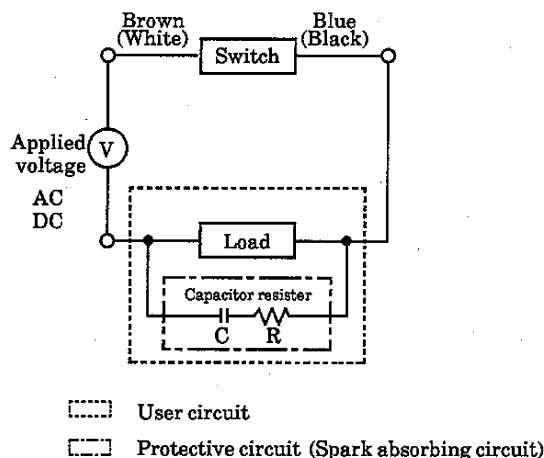 Brown
(White)
Blue
(Black)
Switch
Applied
voltage
V
AC
DC
Load
Capacitor resister
C
R
User circuit
Protective circuit (Spark absorbing circuit)